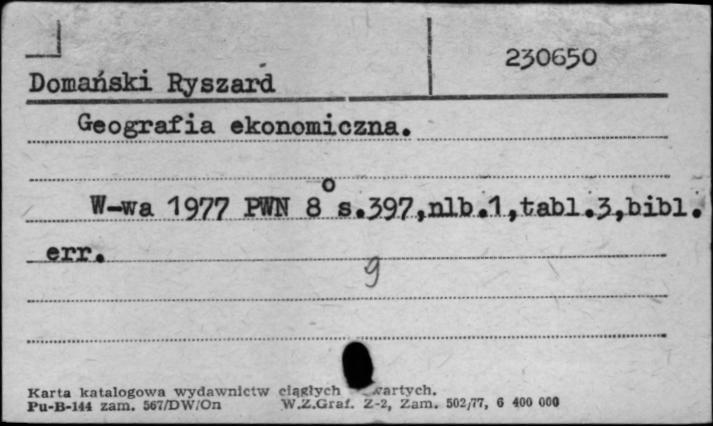 230650
Domański Ryszard
Geografia ekonomiczna.
W-wa 1977 PWN 8° s.397,nlb.1,tabl.3,bibl.
err.
9
Karta katalogowa wydawnictw ciągłych
Pu-B-144 zam. 567/DW/On W.Z.Graf. Z-2, Zam. 502/77, 6 400 000